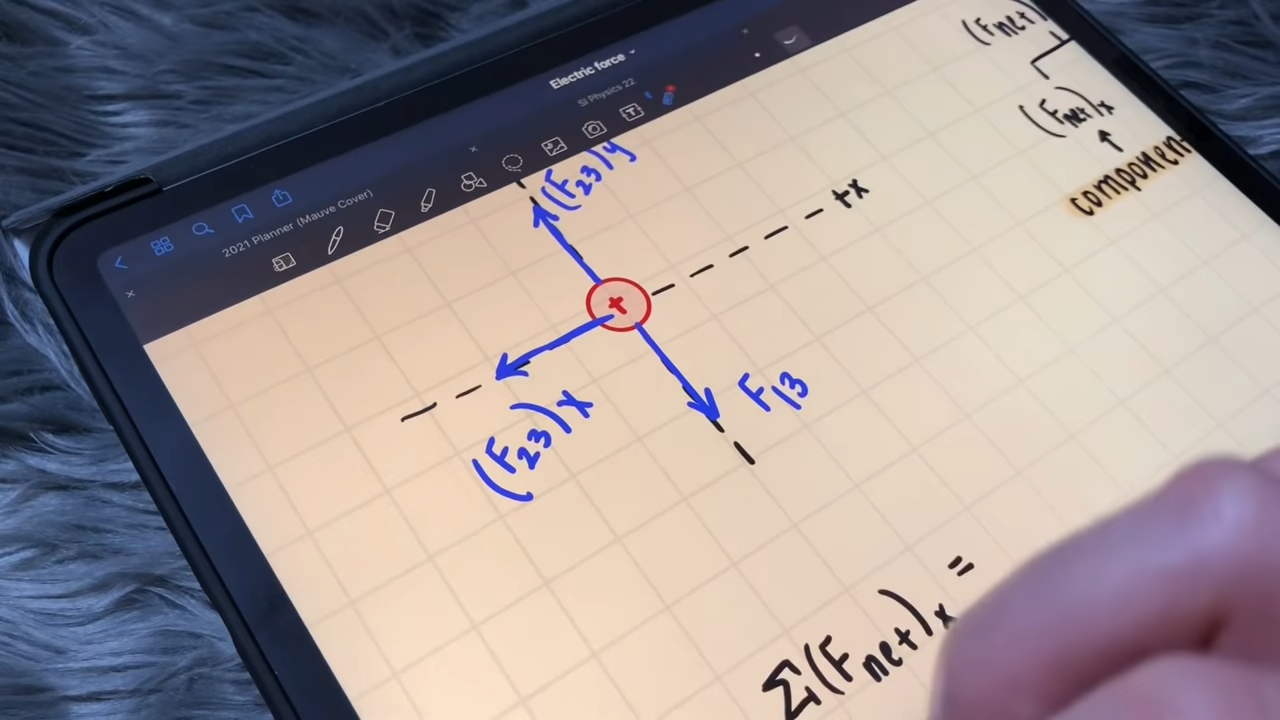 Electric force
SI Physics 22
2021 Planner (Mauve Cover)
(Fnet)
(Fnet)x
component
(F23)y
+x
+
F13
(F23)x
Σ(Fnet)x =